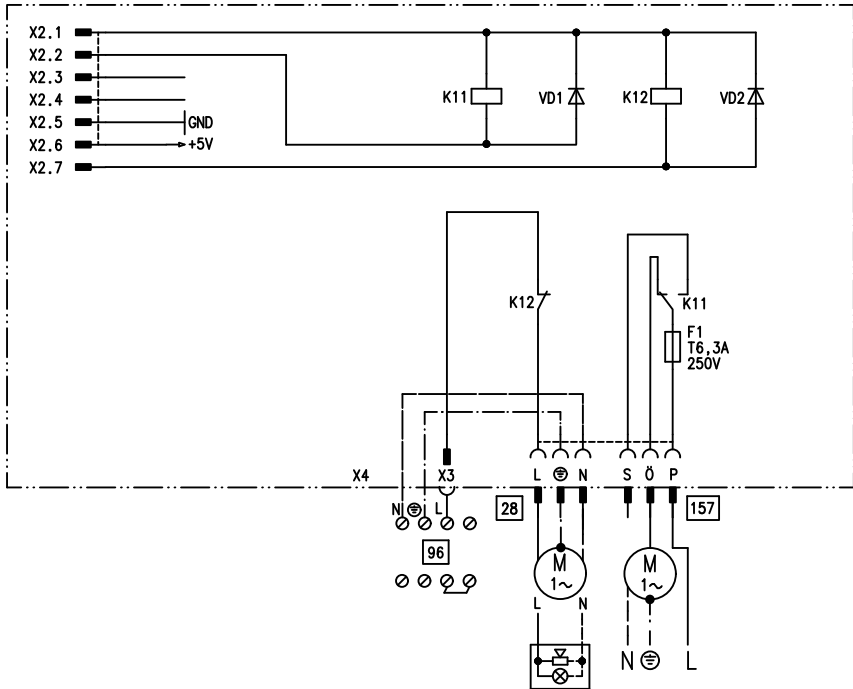 X2.1
X2.2
X2.3
X2.4
X2.5
GND
X2.6
+5V
X2.7
K11
VD1
K12
VD2
K12
K11
F1
T6,3A
250V
X4
X3
L
N
S
Ö
P
N
L
28
157
96
M
1~
M
1~
L
N
N
L